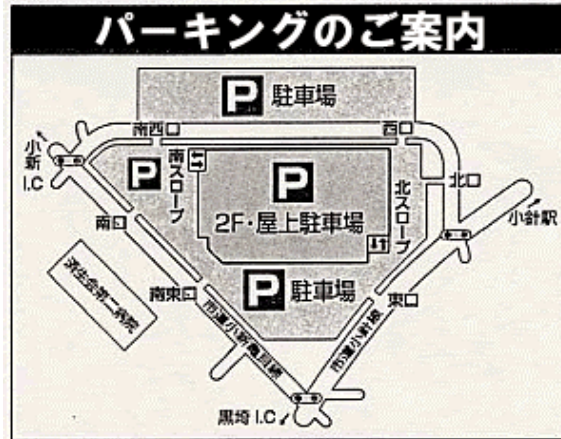 パーキングのご案内
P 駐車場
南西口
西口
小新
I.C
P
南スロープ
P
2F・屋上駐車場
北スロープ
北口
小針駅
南口
済生会第二病院
南東口
P 駐車場
東口
市道小新亀貝線
市道小針線
黒埼 I.C